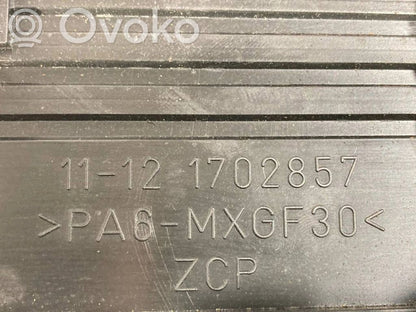 Ovoko
11-12 1702857
>PA6-MXGF30<
ZCP